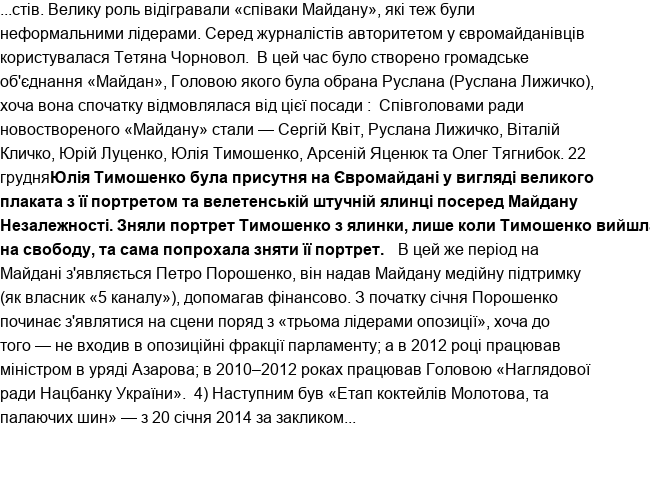 ...стів. Велику роль відігравали «співаки Майдану», які теж були
неформальними лідерами. Серед журналістів авторитетом у євромайданівців
користувалася Тетяна Чорновол.  В цей час було створено громадське
об'єднання «Майдан», Головою якого була обрана Руслана (Руслана Лижичко),
хоча вона спочатку відмовлялася від цієї посади :  Співголовами ради
новоствореного «Майдану» стали — Сергій Квіт, Руслана Лижичко, Віталій
Кличко, Юрій Луценко, Юлія Тимошенко, Арсеній Яценюк та Олег Тягнибок. 22
грудняЮлія Тимошенко була присутня на Євромайдані у вигляді великого
плаката з її портретом та велетенській штучній ялинці посеред Майдану
Незалежності. Зняли портрет Тимошенко з ялинки, лише коли Тимошенко вийшл
на свободу, та сама попрохала зняти її портрет.   В цей же період на
Майдані з'являється Петро Порошенко, він надав Майдану медійну підтримку
(як власник «5 каналу»), допомагав фінансово. З початку січня Порошенко
починає з'являтися на сцени поряд з «трьома лідерами опозиції», хоча до
того — не входив в опозиційні фракції парламенту; а в 2012 році працював
міністром в уряді Азарова; в 2010–2012 роках працював Головою «Наглядової
ради Нацбанку України».  4) Наступним був «Етап коктейлів Молотова, та
палаючих шин» — з 20 січня 2014 за закликом...